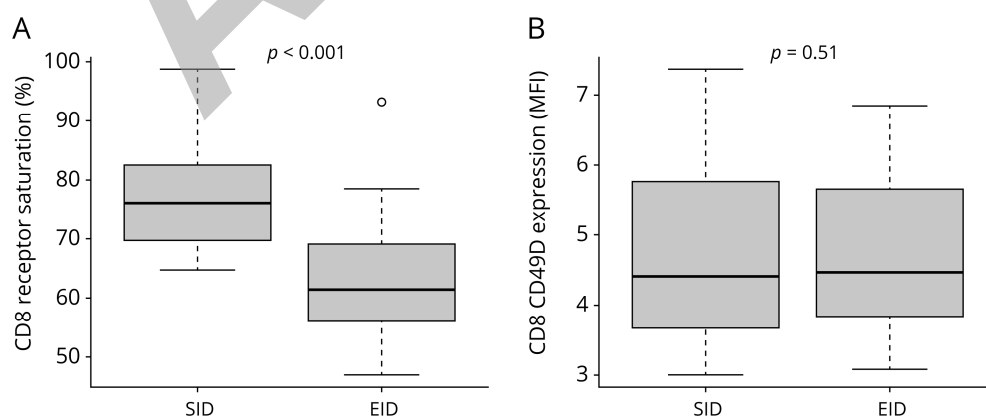 A
p < 0.001
CD8 receptor saturation (%)
100
90
80
70
60
50
SID
EID
B
p = 0.51
CD8 CD49D expression (MFI)
7
6
5
4
3
SID
EID